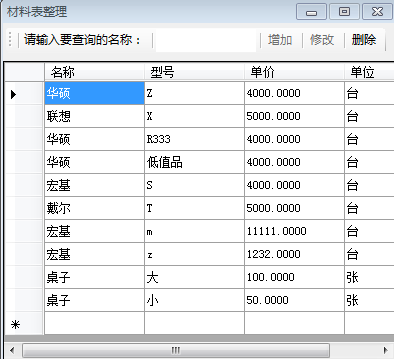 材料表整理
请输入要查询的名称： 增加 修改 删除
名称 型号 单价 单位
华硕 Z 4000.0000 台
联想 X 5000.0000 台
华硕 R333 4000.0000 台
华硕 低值品 4000.0000 台
宏基 S 4000.0000 台
戴尔 T 5000.0000 台
宏基 m 11111.0000 台
宏基 z 1232.0000 台
桌子 大 100.0000 张
桌子 小 50.0000 张